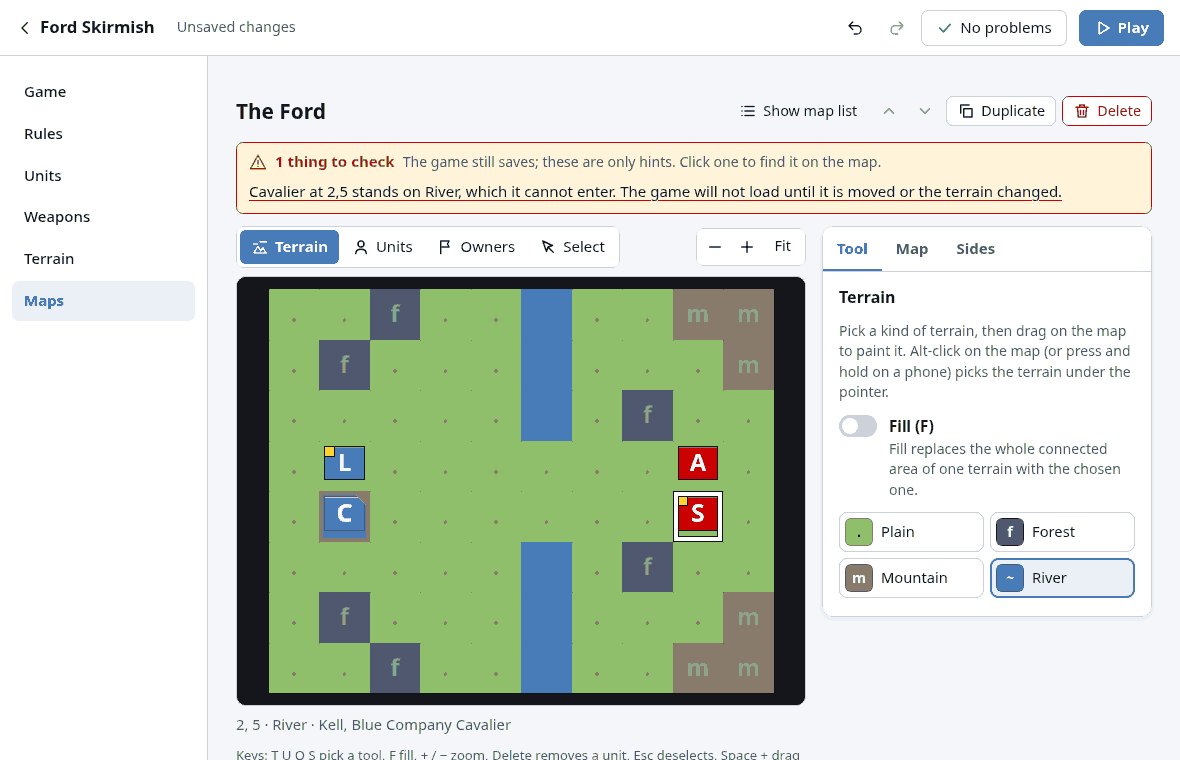 Ford Skirmish
Unsaved changes
No problems
Play
Game
Rules
Units
Weapons
Terrain
Maps
The Ford
Show map list
Duplicate
Delete
1 thing to check The game still saves; these are only hints. Click one to find it on the map.
Cavalier at 2,5 stands on River, which it cannot enter. The game will not load until it is moved or the terrain changed.
Terrain
Units
Owners
Select
− + Fit
f m m
f m
f
L A
C S
f
f m
f m m
2, 5 · River · Kell, Blue Company Cavalier
Keys: T U O S pick a tool, F fill, + / − zoom, Delete removes a unit, Esc deselects, Space + drag
Tool Map Sides
Terrain
Pick a kind of terrain, then drag on the map
to paint it. Alt-click on the map (or press and
hold on a phone) picks the terrain under the
pointer.
Fill (F)
Fill replaces the whole connected
area of one terrain with the chosen
one.
. Plain
f Forest
m Mountain
~ River